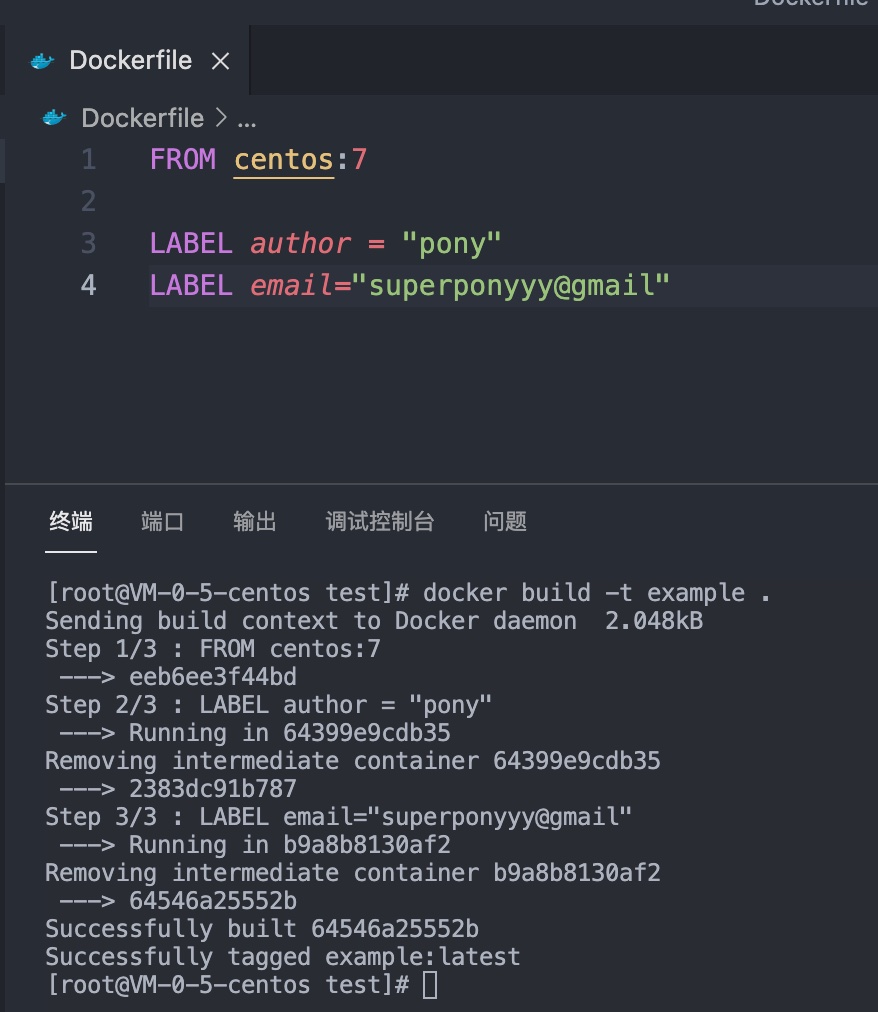 Dockerfile
Dockerfile ×
Dockerfile > ...
1 FROM centos:7
2
3 LABEL author = "pony"
4 LABEL email="superponyyy@gmail"
终端 端口 输出 调试控制台 问题
[root@VM-0-5-centos test]# docker build -t example .
Sending build context to Docker daemon  2.048kB
Step 1/3 : FROM centos:7
 ---> eeb6ee3f44bd
Step 2/3 : LABEL author = "pony"
 ---> Running in 64399e9cdb35
Removing intermediate container 64399e9cdb35
 ---> 2383dc91b787
Step 3/3 : LABEL email="superponyyy@gmail"
 ---> Running in b9a8b8130af2
Removing intermediate container b9a8b8130af2
 ---> 64546a25552b
Successfully built 64546a25552b
Successfully tagged example:latest
[root@VM-0-5-centos test]#